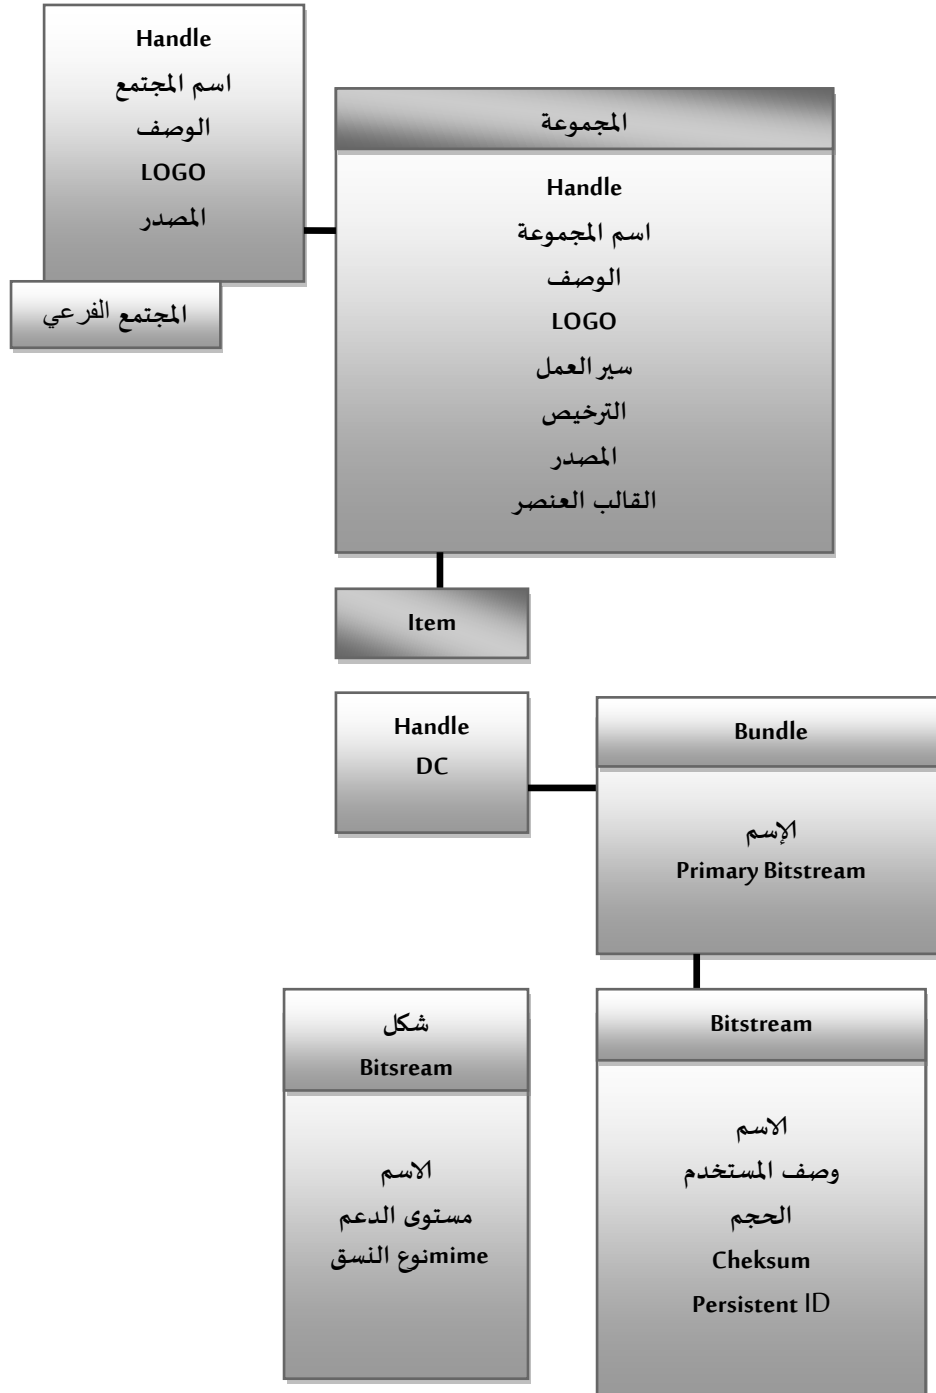 Handle
اسم المجتمع
الوصف
LOGO
المصدر
المجتمع الفرعي
المجموعة
Handle
اسم المجموعة
الوصف
LOGO
سير العمل
الترخيص
المصدر
القالب العنصر
Item
Handle
DC
Bundle
الإسم
Primary Bitstream
شكل
Bitsream
الاسم
مستوى الدعم
نوع النسقmime
Bitstream
الاسم
وصف المستخدم
الحجم
Cheksum
Persistent ID